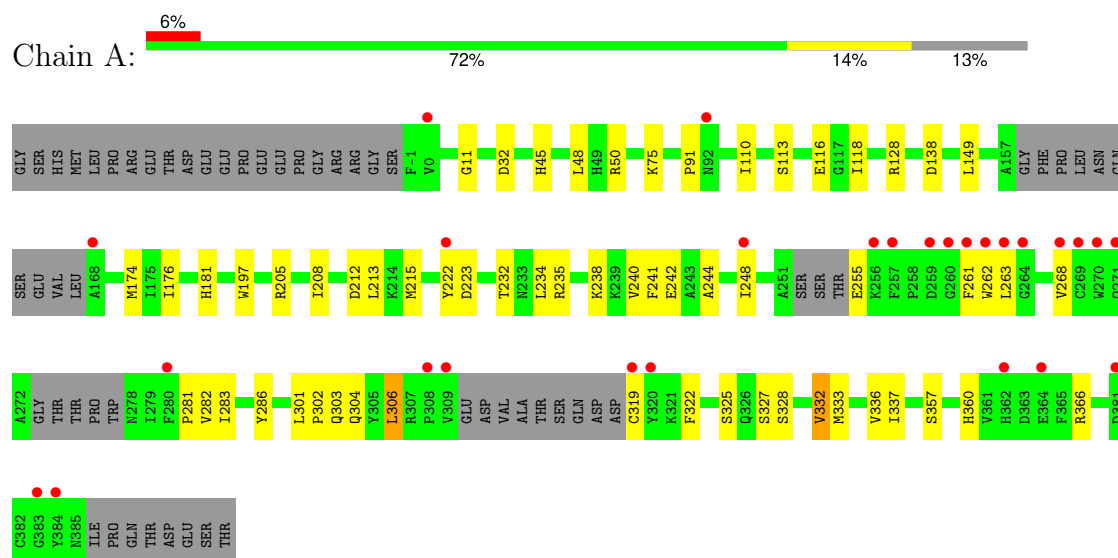 6%
Chain A:
72% 14% 13%
GLY SER HIS MET LEU PRO ARG GLU THR ASP GLU GLU PRO GLU GLU PRO GLY ARG ARG GLY SER F-1 V0 G11 D32 H45 L48 H49 R50 K75 P91 N92 I110 S113 E116 G117 I118 R128 D138 L149 A157 GLY PHE PRO LEU ASN GLN
SER GLU VAL LEU A168 M174 I175 I176 H181 W197 R205 I208 D212 L213 K214 M215 Y222 D223 T232 N233 L234 R235 K238 K239 V240 F241 E242 A243 A244 I248 A251 SER SER THR E255 K256 F257 P258 D259 G260 F261 W262 L263 G264 V268 C269 W270
A272 GLY THR THR PRO TRP N278 I279 F280 P281 V282 I283 Y286 L301 P302 Q303 Q304 Y305 L306 R307 P308 V309 GLU ASP VAL ALA THR SER GLN ASP ASP C319 Y320 K321 F322 S325 Q326 S327 S328 V332 M333 V336 I337 S357 H360 V361 H362 D363 E364 F365 R366
C382 G383 Y384 N385 ILE PRO GLN THR ASP GLU SER THR